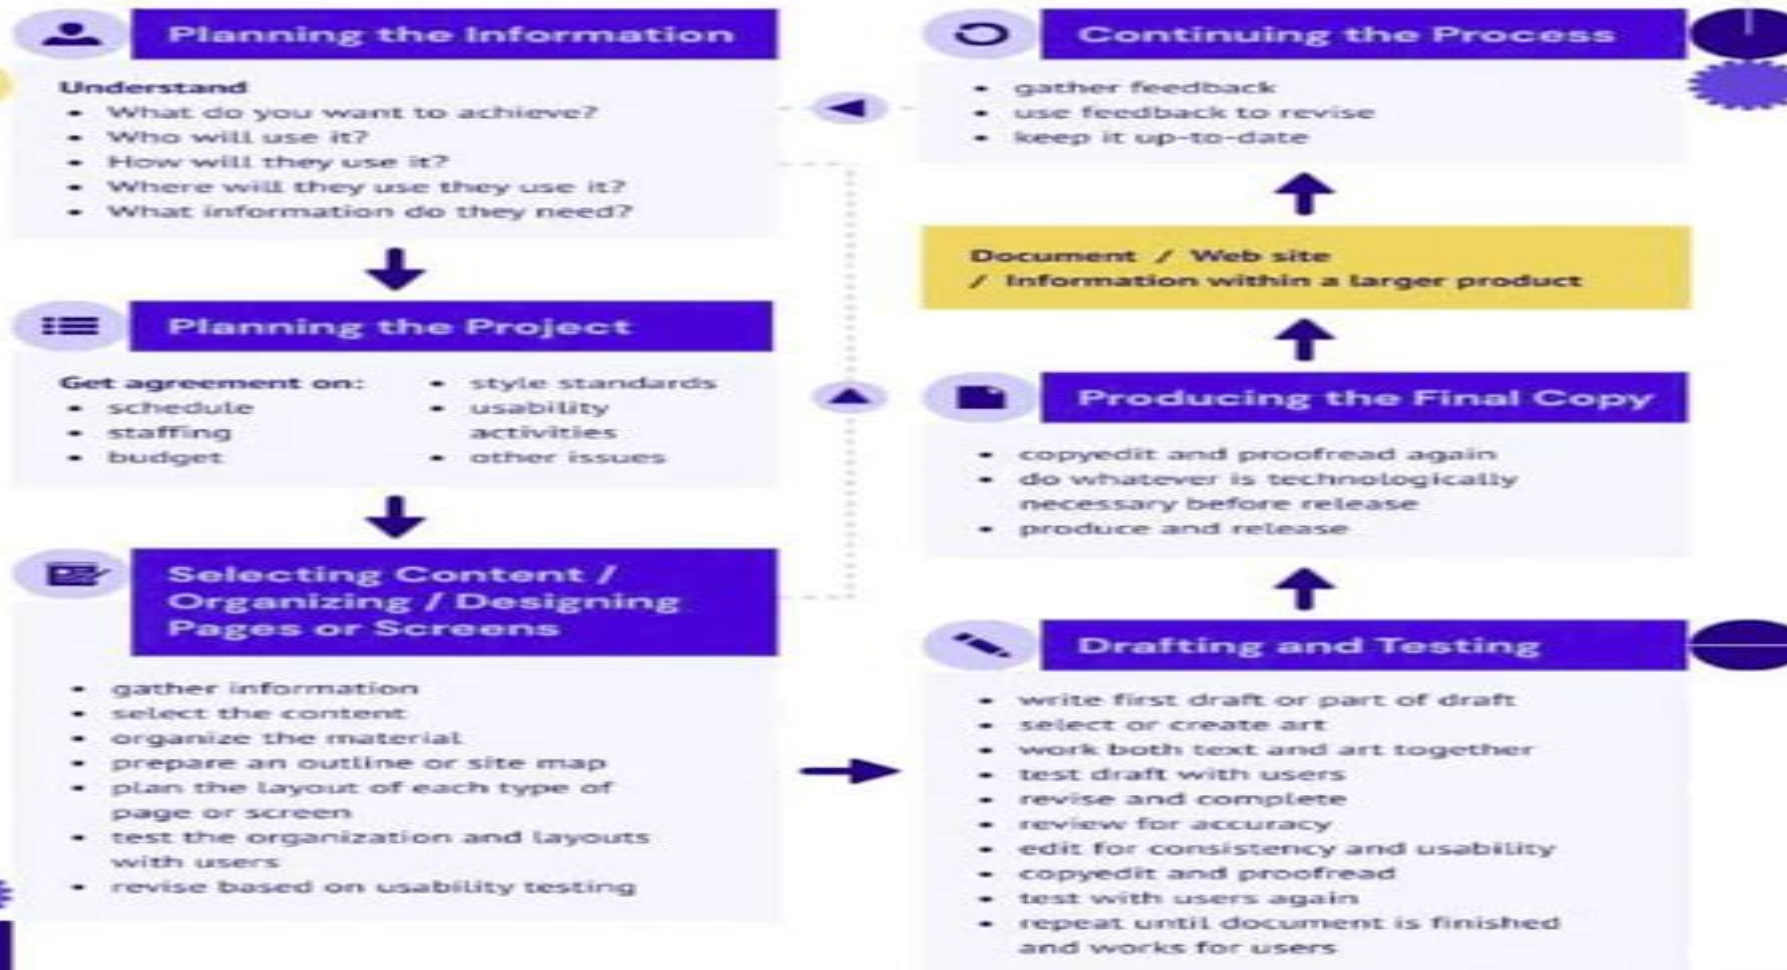 Planning the Information
Understand
• What do you want to achieve?
• Who will use it?
• How will they use it?
• Where will they use they use it?
• What information do they need?
Planning the Project
Get agreement on:
• schedule
• staffing
• budget
• style standards
• usability
activities
• other issues
Selecting Content /
Organizing / Designing
Pages or Screens
• gather information
• select the content
• organize the material
• prepare an outline or site map
• plan the layout of each type of
page or screen
• test the organization and layouts
with users
• revise based on usability testing
Drafting and Testing
• write first draft or part of draft
• select or create art
• work both text and art together
• test draft with users
• revise and complete
• review for accuracy
• edit for consistency and usability
• copyedit and proofread
• test with users again
• repeat until document is finished
and works for users
Producing the Final Copy
• copyedit and proofread again
• do whatever is technologically
necessary before release
• produce and release
Document / Web site
/ Information within a larger product
Continuing the Process
• gather feedback
• use feedback to revise
• keep it up-to-date